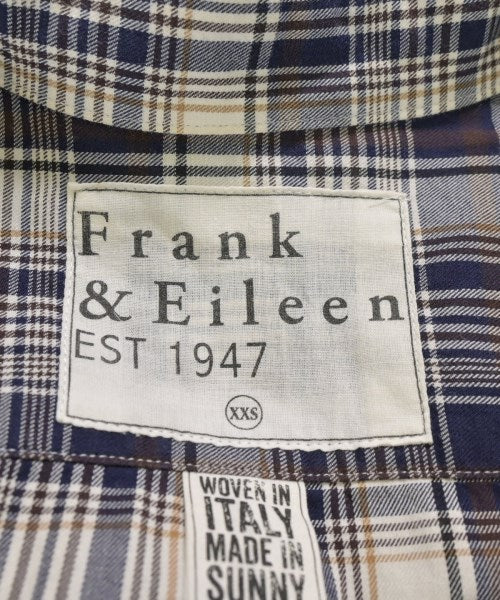 Frank
& Eileen
EST 1947
XXS
WOVEN IN
ITALY
MADE IN
SUNNY